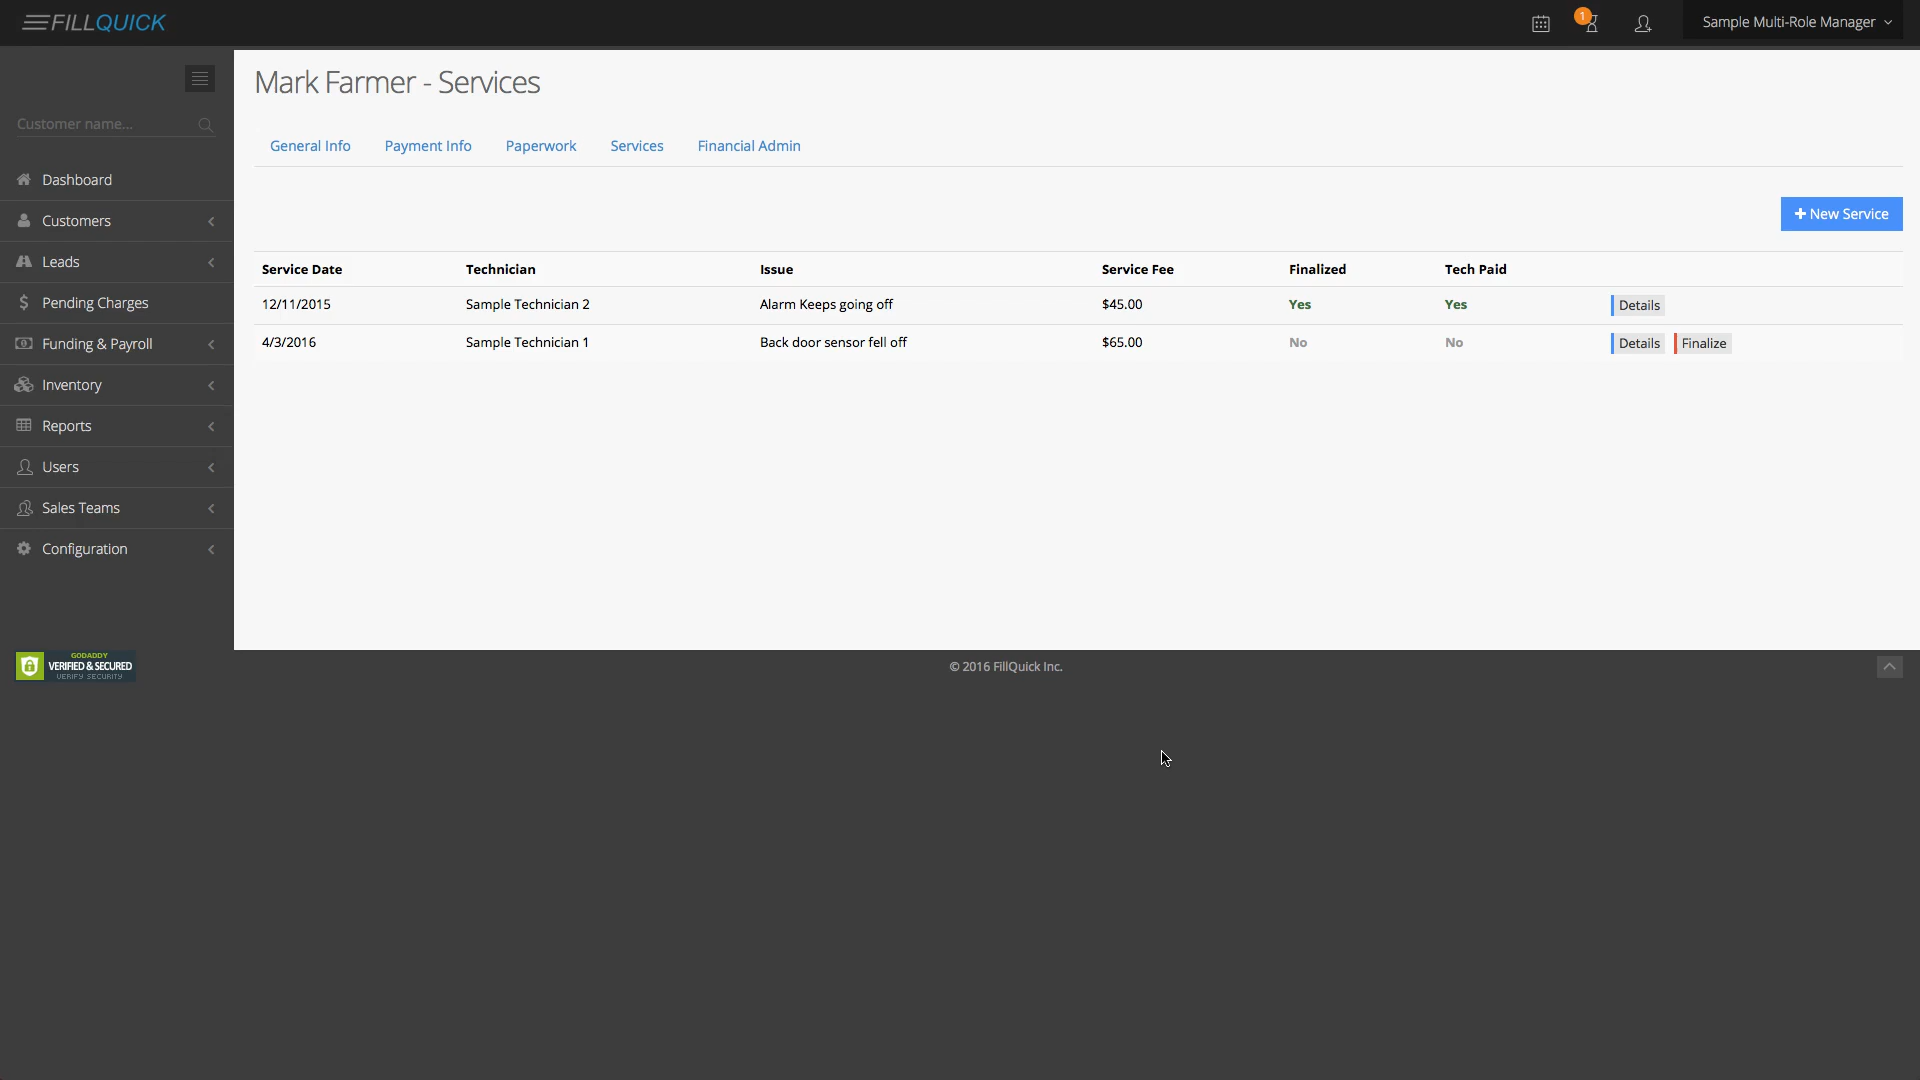 FILLQUICK
1
Sample Multi-Role Manager
Mark Farmer - Services
Customer name...
General Info Payment Info Paperwork Services Financial Admin
Dashboard
Customers
Leads
Pending Charges
Funding & Payroll
Inventory
Reports
Users
Sales Teams
Configuration
+ New Service
Service Date Technician Issue Service Fee Finalized Tech Paid
12/11/2015 Sample Technician 2 Alarm Keeps going off $45.00 Yes Yes Details
4/3/2016 Sample Technician 1 Back door sensor fell off $65.00 No No Details Finalize
GODADDY
VERIFIED & SECURED
VERIFY SECURITY
© 2016 FillQuick Inc.